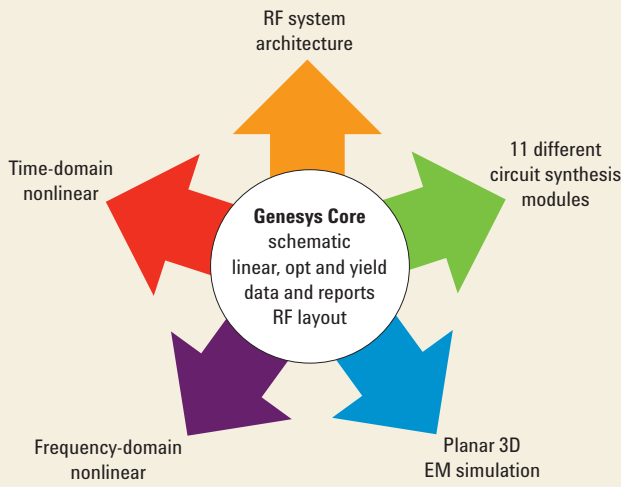 RF system
architecture
Time-domain
nonlinear
11 different
circuit synthesis
modules
Genesys Core
schematic
linear, opt and yield
data and reports
RF layout
Frequency-domain
nonlinear
Planar 3D
EM simulation